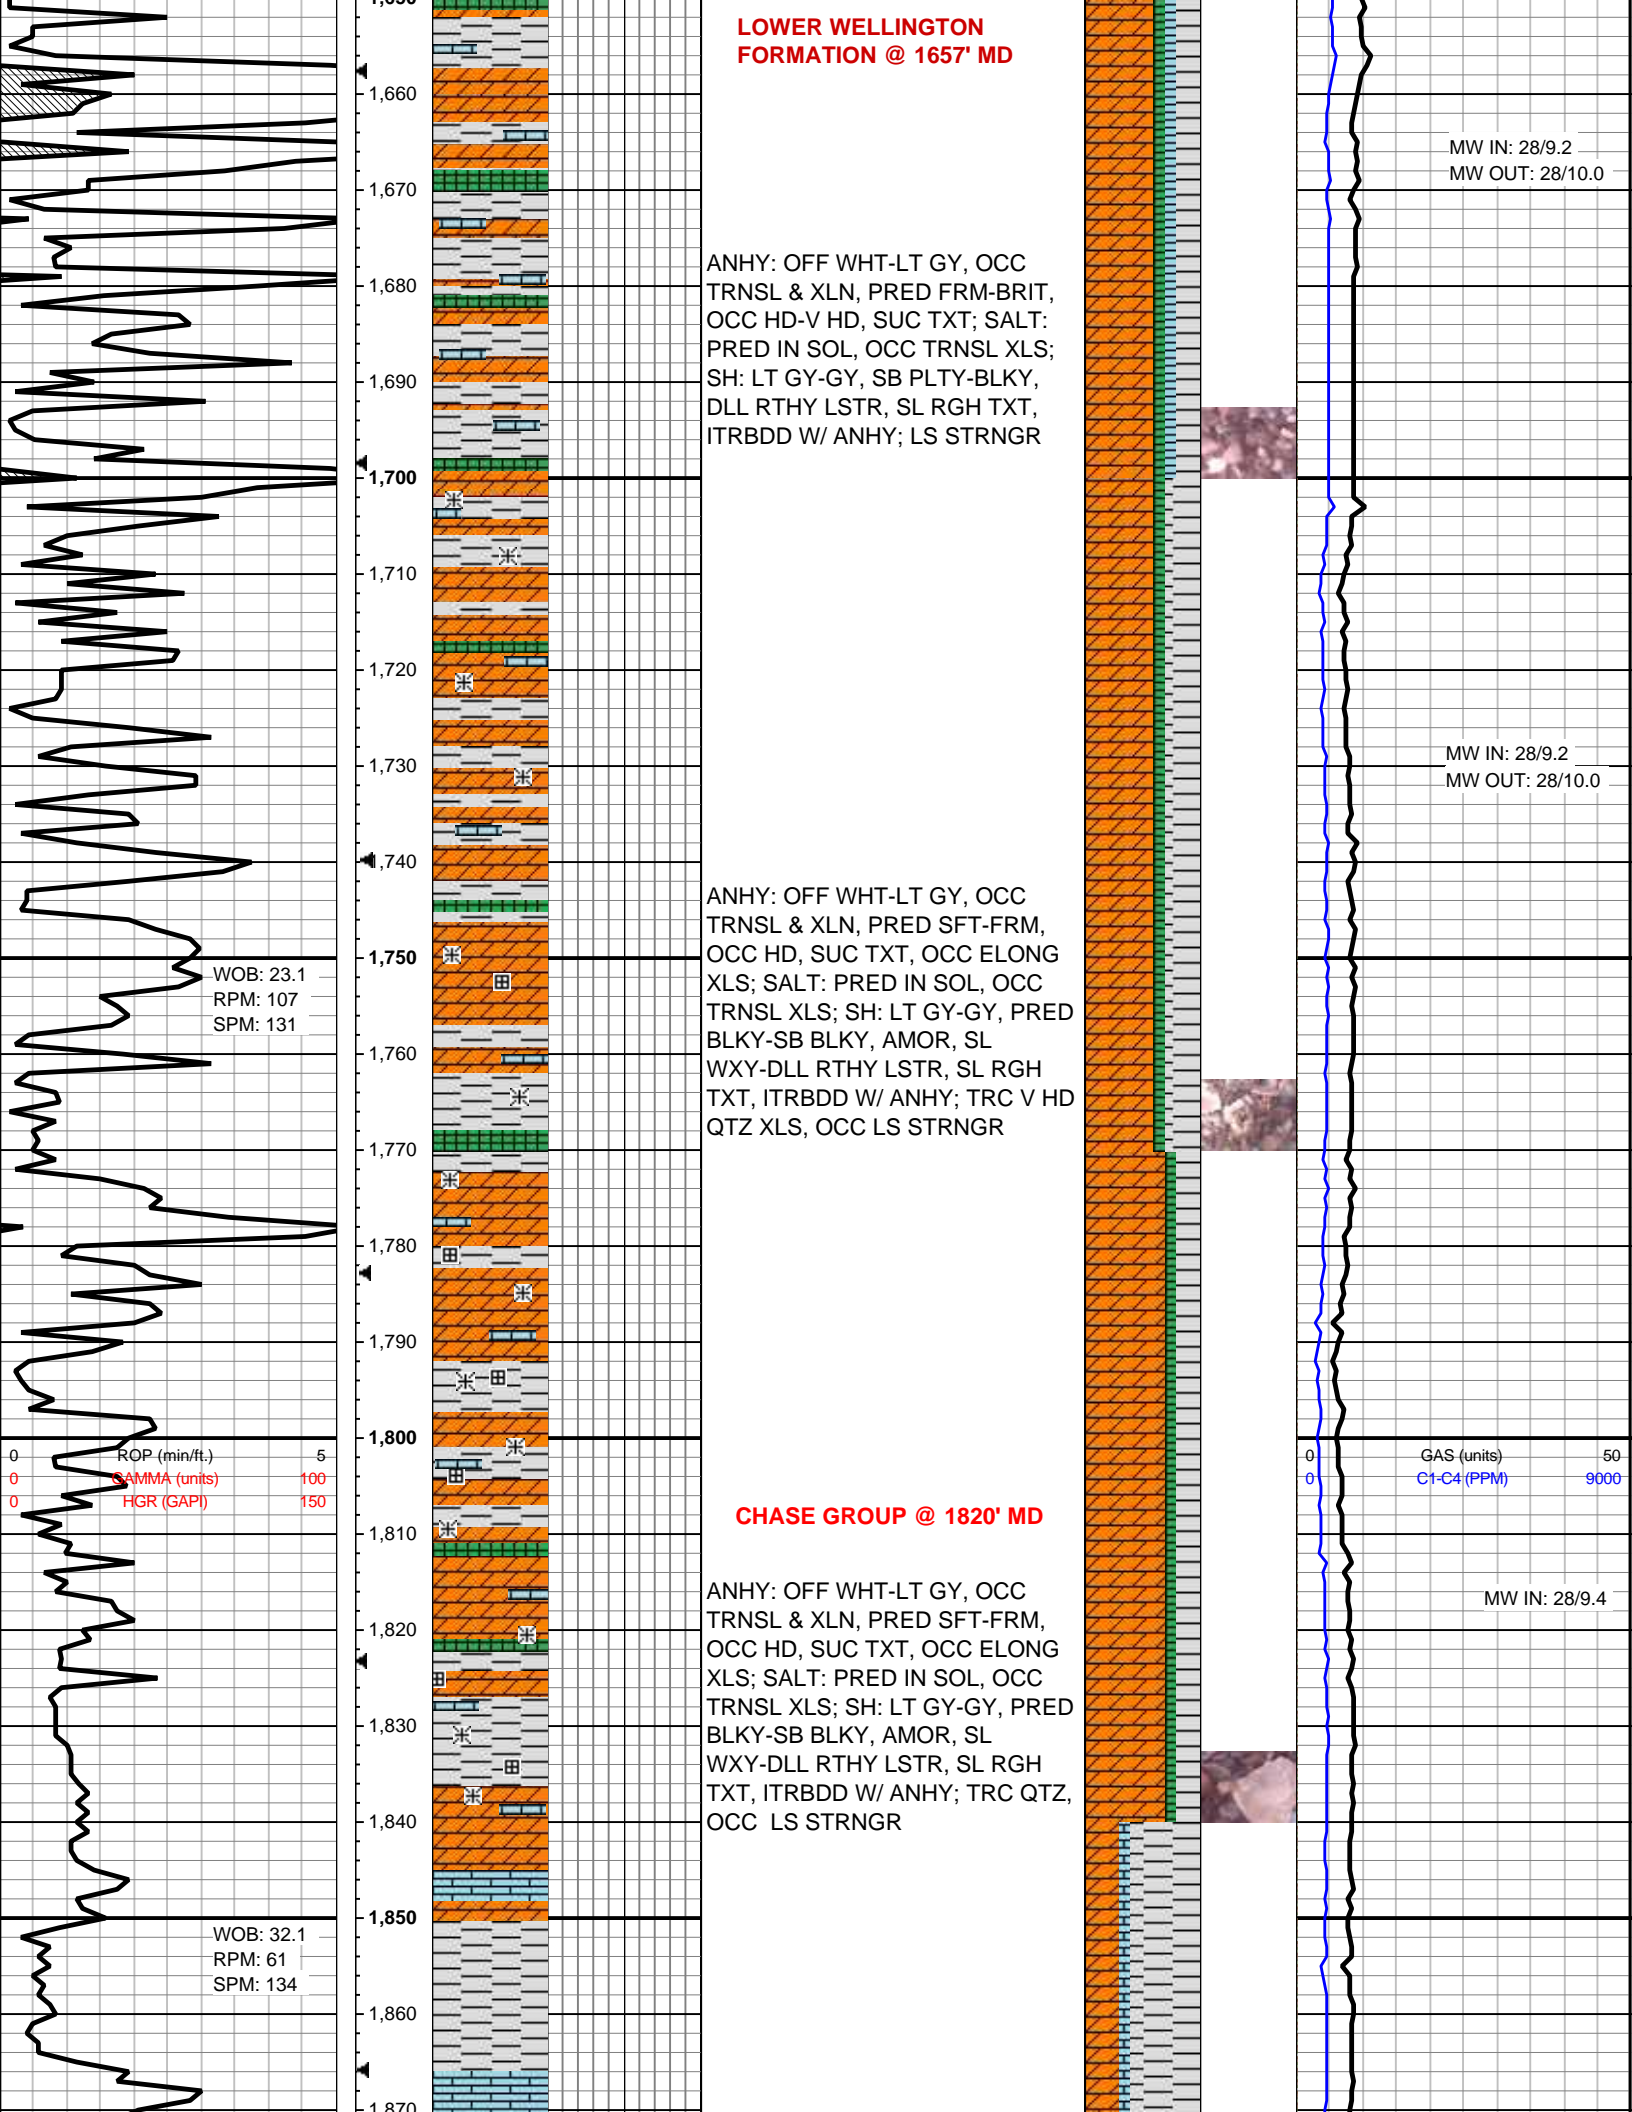 1,650
LOWER WELLINGTON
FORMATION @ 1657' MD
1,660
MW IN: 28/9.2
MW OUT: 28/10.0
1,670
ANHY: OFF WHT-LT GY, OCC
TRNSL & XLN, PRED FRM-BRIT,
OCC HD-V HD, SUC TXT; SALT:
PRED IN SOL, OCC TRNSL XLS;
SH: LT GY-GY, SB PLTY-BLKY,
DLL RTHY LSTR, SL RGH TXT,
ITRBDD W/ ANHY; LS STRNGR
1,680
1,690
1,700
1,710
1,720
1,730
MW IN: 28/9.2
MW OUT: 28/10.0
1,740
ANHY: OFF WHT-LT GY, OCC
TRNSL & XLN, PRED SFT-FRM,
OCC HD, SUC TXT, OCC ELONG
XLS; SALT: PRED IN SOL, OCC
TRNSL XLS; SH: LT GY-GY, PRED
BLKY-SB BLKY, AMOR, SL
WXY-DLL RTHY LSTR, SL RGH
TXT, ITRBDD W/ ANHY; TRC V HD
QTZ XLS, OCC LS STRNGR
1,750
WOB: 23.1
RPM: 107
SPM: 131
1,760
1,770
1,780
1,790
1,800
0 ROP (min/ft.) 5
0 GAMMA (units) 100
0 HGR (GAPI) 150
0 GAS (units) 50
0 C1-C4 (PPM) 9000
CHASE GROUP @ 1820' MD
1,810
ANHY: OFF WHT-LT GY, OCC
TRNSL & XLN, PRED SFT-FRM,
OCC HD, SUC TXT, OCC ELONG
XLS; SALT: PRED IN SOL, OCC
TRNSL XLS; SH: LT GY-GY, PRED
BLKY-SB BLKY, AMOR, SL
WXY-DLL RTHY LSTR, SL RGH
TXT, ITRBDD W/ ANHY; TRC QTZ,
OCC  LS STRNGR
MW IN: 28/9.4
1,820
1,830
1,840
1,850
WOB: 32.1
RPM: 61
SPM: 134
1,860
1,870